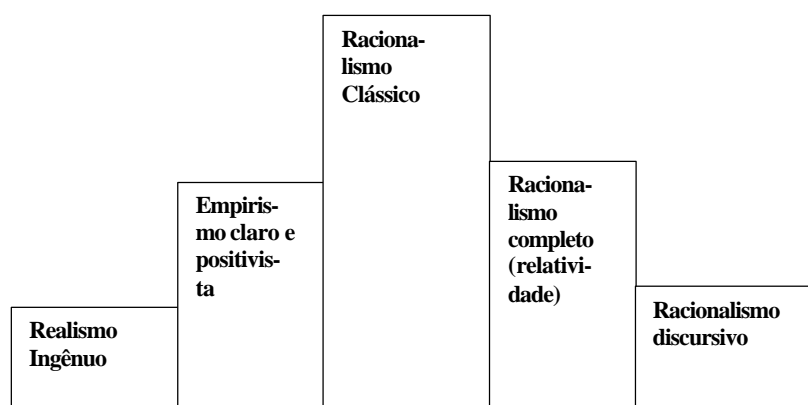 Realismo
Ingênuo
Empiris-
mo claro e
positivis-
ta
Raciona-
lismo
Clássico
Raciona-
lismo
completo
(relativi-
dade)
Racionalismo
discursivo